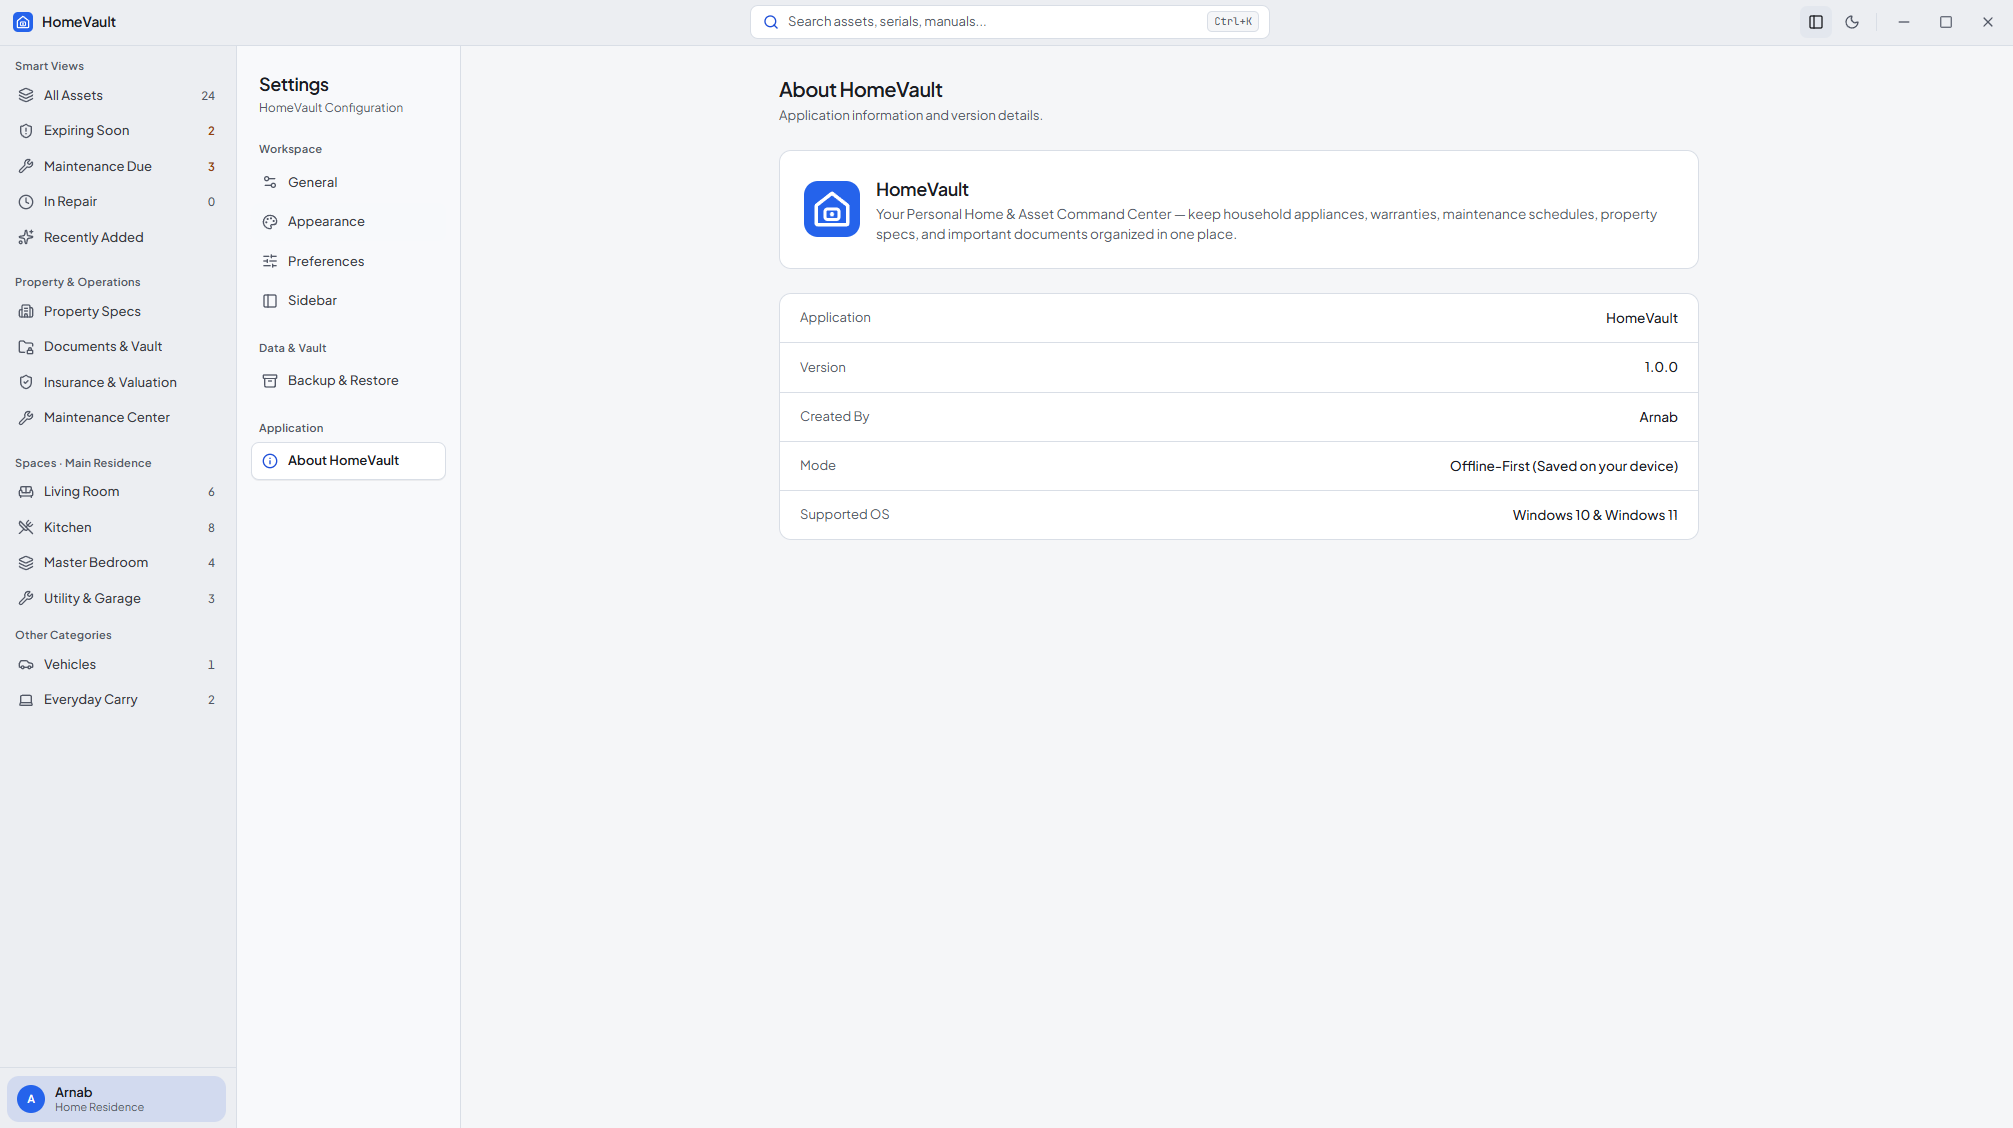 HomeVault
Search assets, serials, manuals...
Ctrl+K
Smart Views
All Assets 24
Expiring Soon 2
Maintenance Due 3
In Repair 0
Recently Added
Property & Operations
Property Specs
Documents & Vault
Insurance & Valuation
Maintenance Center
Spaces · Main Residence
Living Room 6
Kitchen 8
Master Bedroom 4
Utility & Garage 3
Other Categories
Vehicles 1
Everyday Carry 2
A
Arnab
Home Residence
Settings
HomeVault Configuration
Workspace
General
Appearance
Preferences
Sidebar
Data & Vault
Backup & Restore
Application
About HomeVault
About HomeVault
Application information and version details.
HomeVault
Your Personal Home & Asset Command Center — keep household appliances, warranties, maintenance schedules, property
specs, and important documents organized in one place.
Application HomeVault
Version 1.0.0
Created By Arnab
Mode Offline-First (Saved on your device)
Supported OS Windows 10 & Windows 11